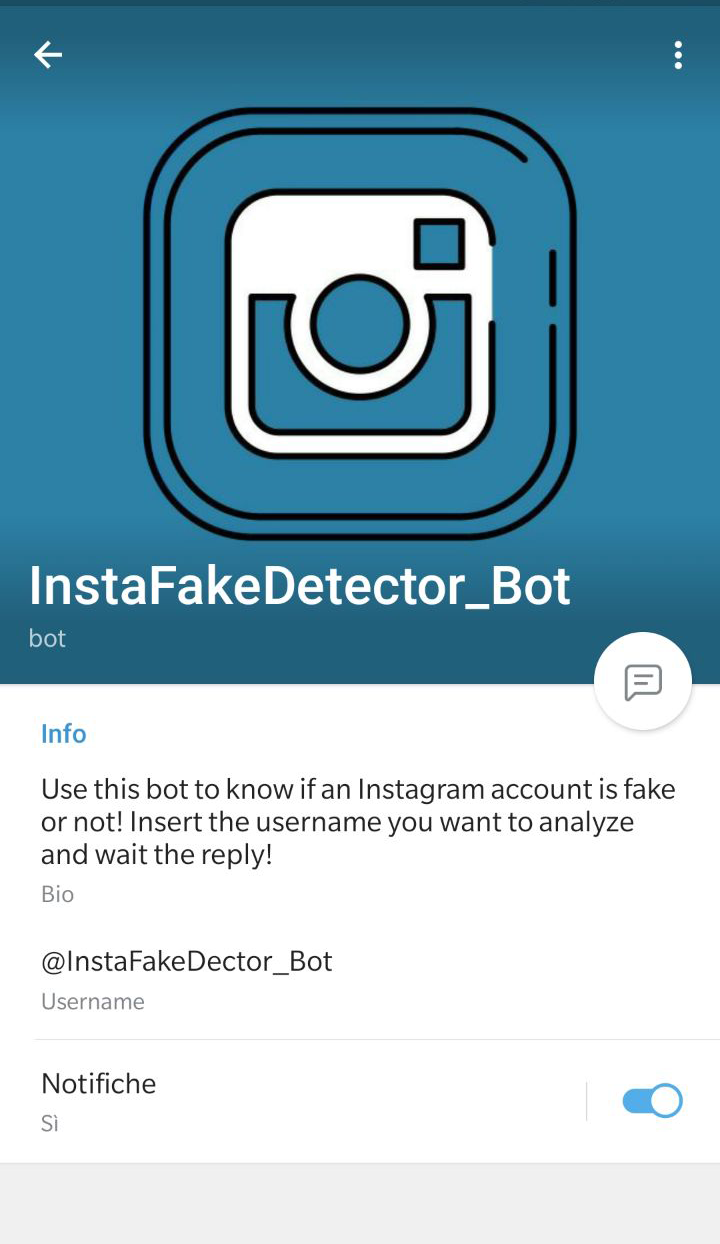 InstaFakeDetector_Bot
bot
Info
Use this bot to know if an Instagram account is fake
or not! Insert the username you want to analyze
and wait the reply!
Bio
@InstaFakeDector_Bot
Username
Notifiche
Sì